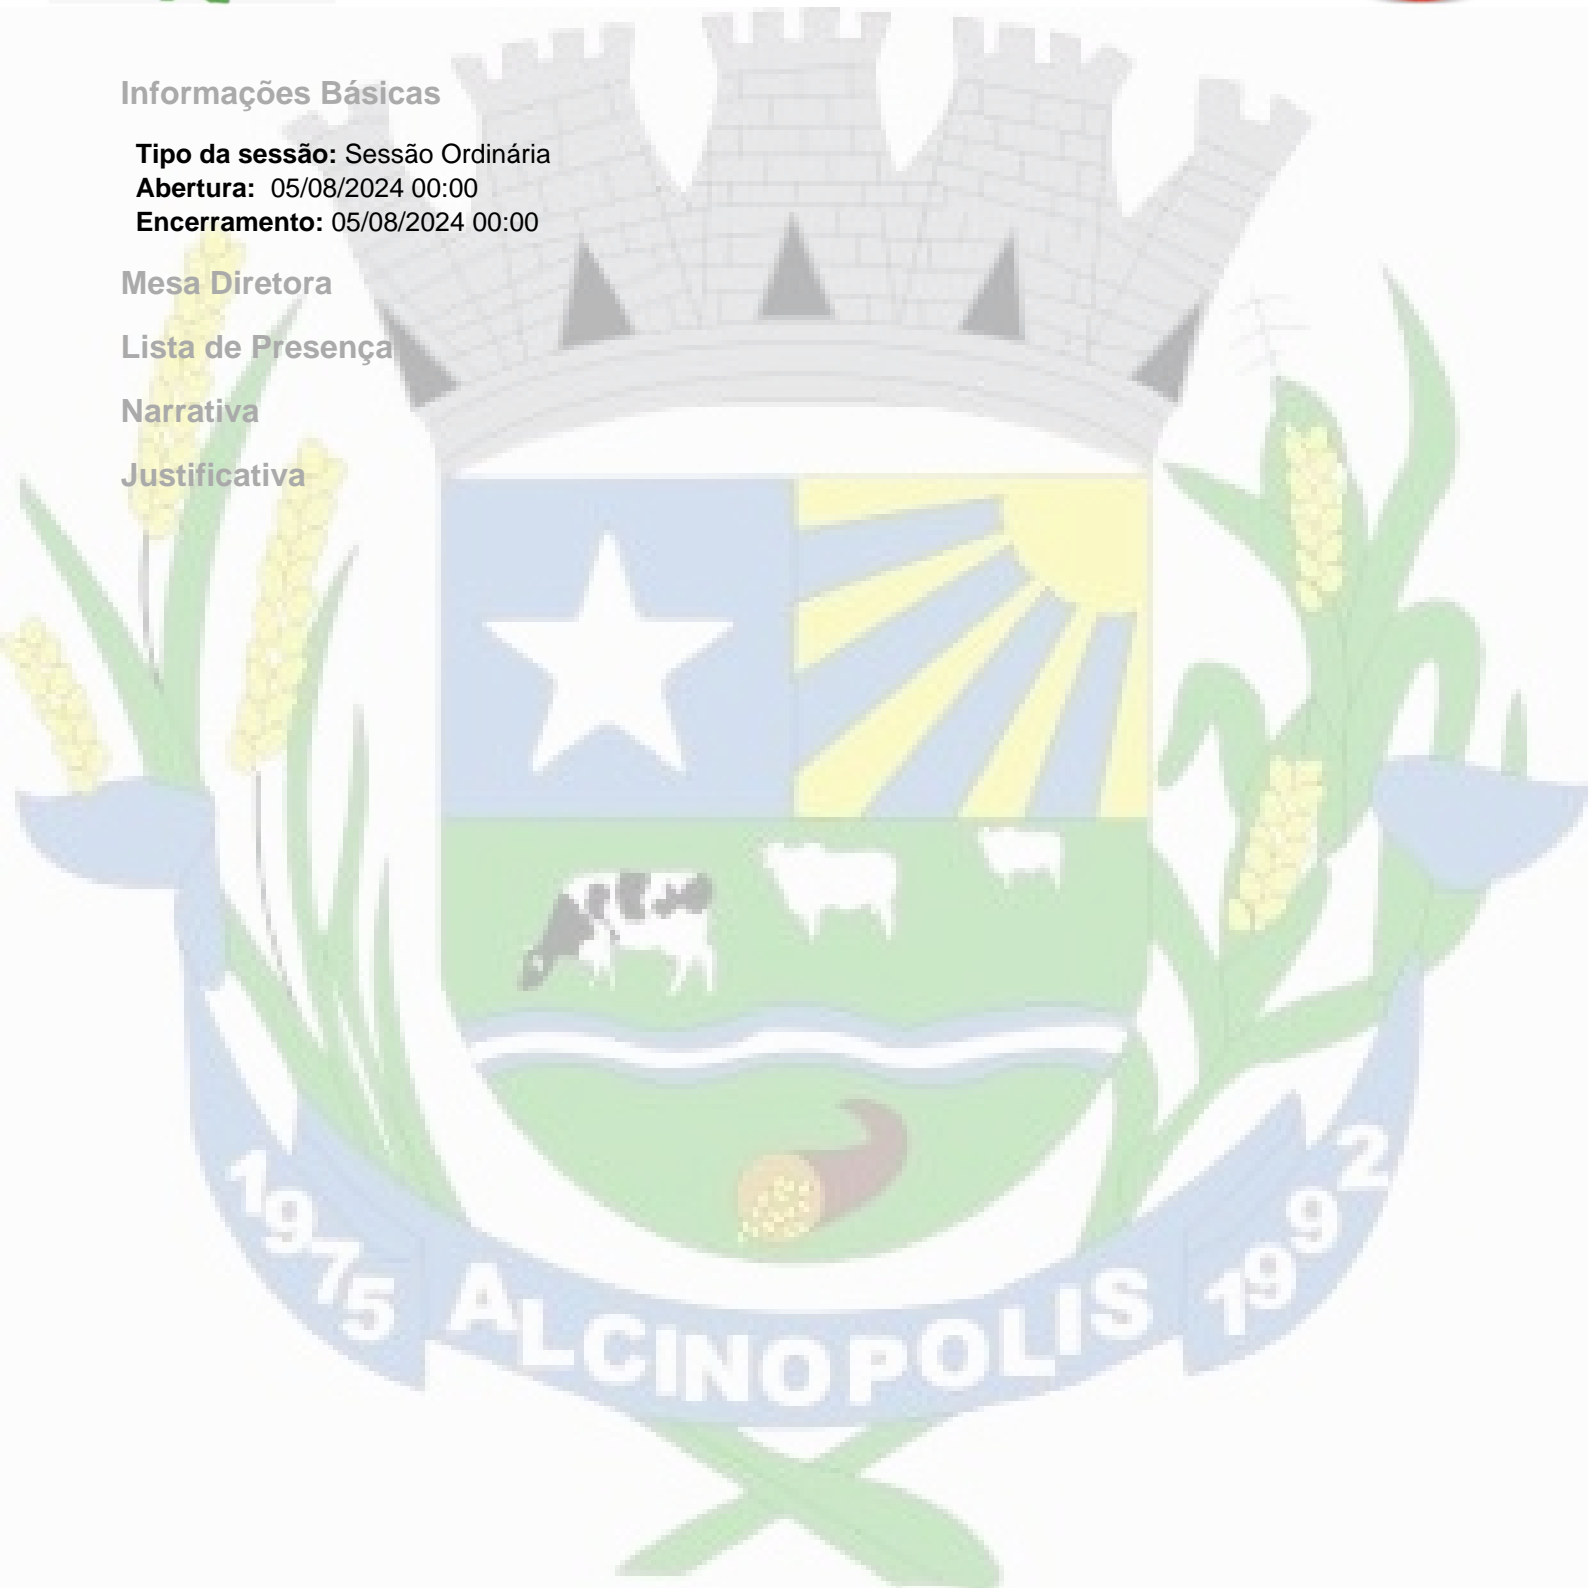 Informações Básicas
Tipo da sessão: Sessão Ordinária
Abertura: 05/08/2024 00:00
Encerramento: 05/08/2024 00:00
Mesa Diretora
Lista de Presença
Narrativa
Justificativa
1975 ALCINOPOLIS 1992